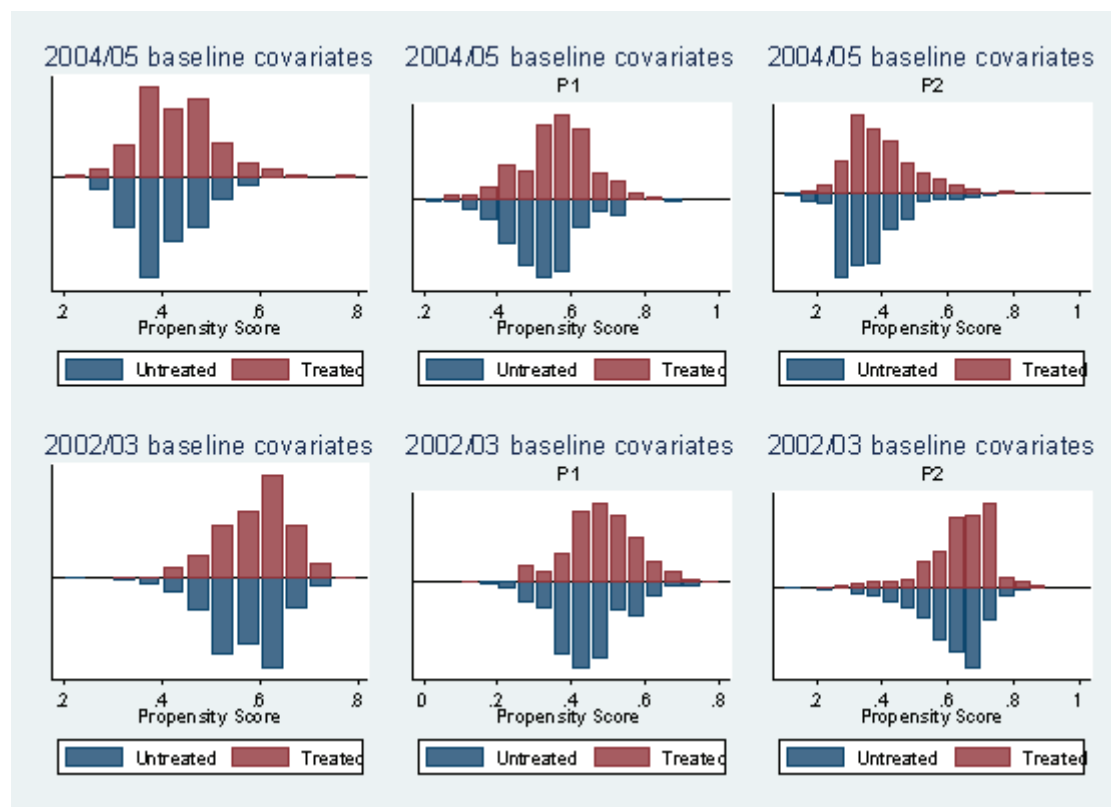 2004/05 baseline covariates
.2 .4 .6 .8
Propensity Score
Untreated Treated
2004/05 baseline covariates
P1
.2 .4 .6 .8 1
Propensity Score
Untreated Treated
2004/05 baseline covariates
P2
0 .2 .4 .6 .8 1
Propensity Score
Untreated Treated
2002/03 baseline covariates
.2 .4 .6 .8
Propensity Score
Untreated Treated
2002/03 baseline covariates
P1
0 .2 .4 .6 .8
Propensity Score
Untreated Treated
2002/03 baseline covariates
P2
0 .2 .4 .6 .8 1
Propensity Score
Untreated Treated